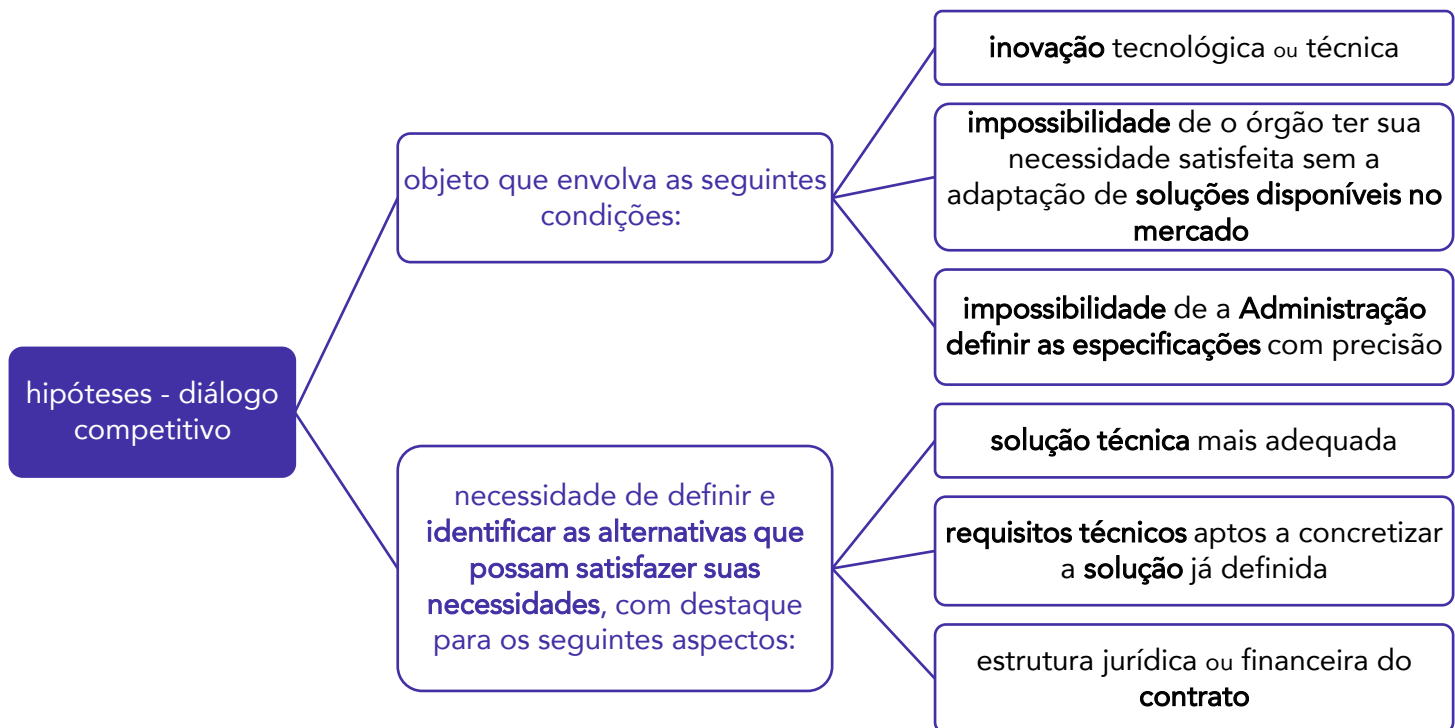 hipóteses - diálogo
competitivo
objeto que envolva as seguintes
condições:
inovação tecnológica ou técnica
impossibilidade de o órgão ter sua
necessidade satisfeita sem a
adaptação de soluções disponíveis no
mercado
impossibilidade de a Administração
definir as especificações com precisão
necessidade de definir e
identificar as alternativas que
possam satisfazer suas
necessidades, com destaque
para os seguintes aspectos:
solução técnica mais adequada
requisitos técnicos aptos a concretizar
a solução já definida
estrutura jurídica ou financeira do
contrato